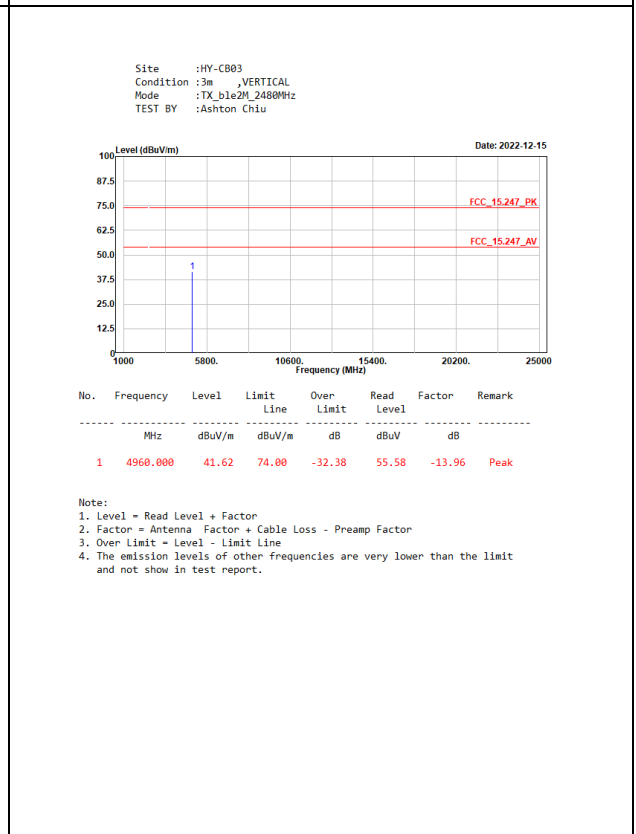 Site :HY-CB03
Condition :3m ,VERTICAL
Mode :TX_ble2M_2480MHz
TEST BY :Ashton Chiu
Level (dBuV/m)
Date: 2022-12-15
100
87.5
75.0
FCC_15.247_PK
62.5
FCC_15.247_AV
50.0
1
37.5
25.0
12.5
0
1000 5800. 10600. 15400. 20200. 25000
Frequency (MHz)
No. Frequency Level Limit Over Read Factor Remark
Line Limit Level
------ ----------- --------- --------- --------- -------- -------- ---------
MHz dBuV/m dBuV/m dB dBuV dB
1 4960.000 41.62 74.00 -32.38 55.58 -13.96 Peak
Note:
1. Level = Read Level + Factor
2. Factor = Antenna Factor + Cable Loss - Preamp Factor
3. Over Limit = Level - Limit Line
4. The emission levels of other frequencies are very lower than the limit
and not show in test report.